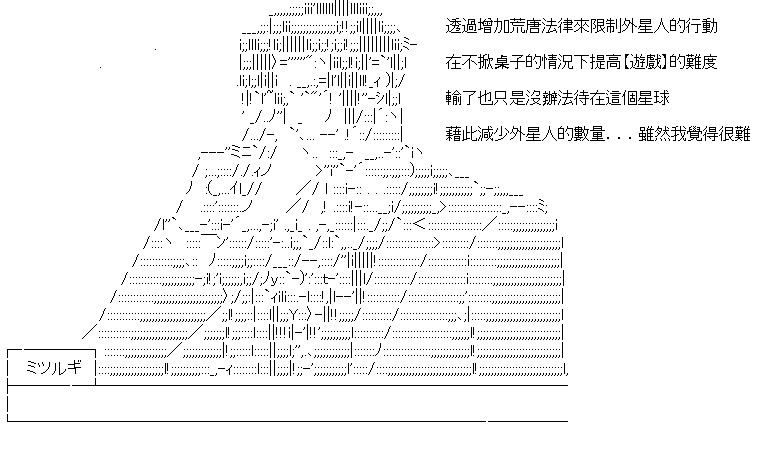 透過增加荒唐法律來限制外星人的行動
在不掀桌子的情況下提高【遊戲】的難度
輸了也只是沒辦法待在這個星球
藉此減少外星人的數量...雖然我覺得很難
ミツルギ